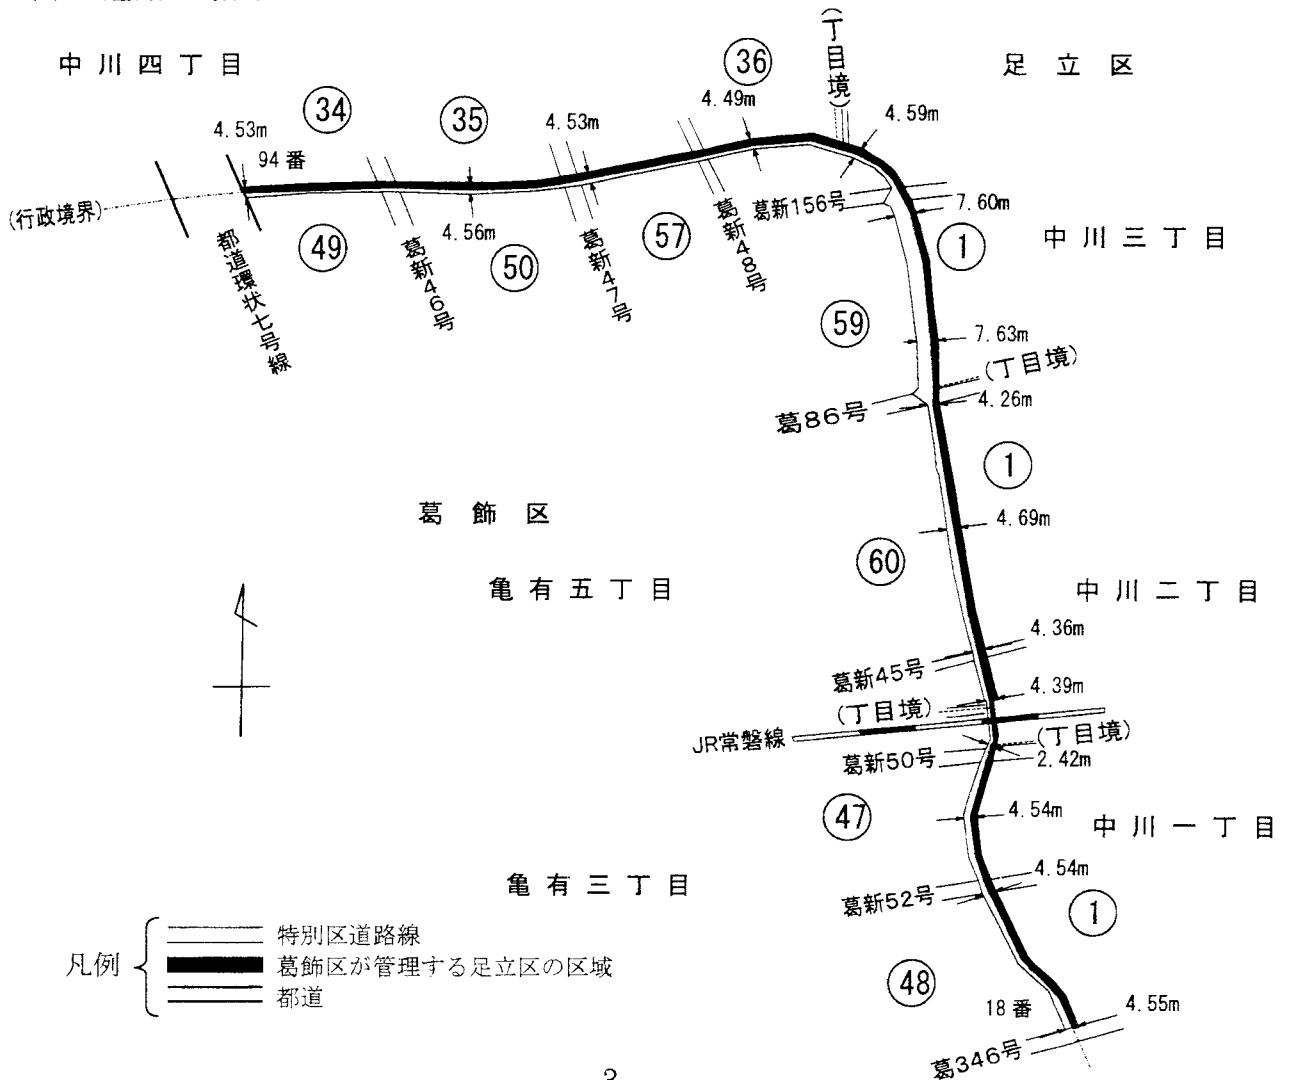 中川四丁目
足立区
(丁目境)
36
4.49m
34
35
4.53m
4.59m
4.53m
94番
(行政境界)
葛新156号
7.60m
都道環状七号線
49
葛新46号
4.56m
50
葛新47号
57
葛新48号
1
中川三丁目
59
7.63m
(丁目境)
4.26m
葛86号
1
葛飾区
4.69m
60
亀有五丁目
中川二丁目
4.36m
葛新45号
4.39m
(丁目境)
JR常磐線
(丁目境)
葛新50号
2.42m
47
4.54m
中川一丁目
亀有三丁目
4.54m
葛新52号
1
凡例
特別区道路線
葛飾区が管理する足立区の区域
都道
48
18番
4.55m
葛346号
3